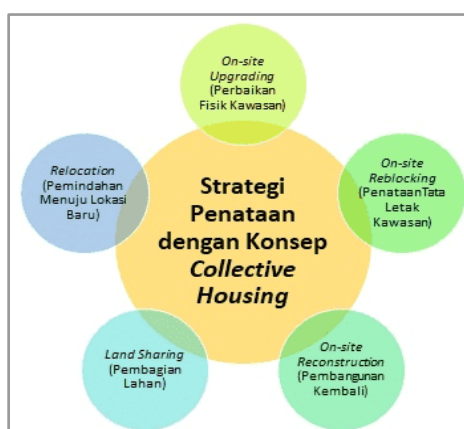 On-site
Upgrading
(Perbaikan
Fisik Kawasan)
Relocation
(Pemindahan
Menuju Lokasi
Baru)
Strategi
Penataan
dengan Konsep
Collective
Housing
On-site
Reblocking
(PenataanTata
Letak
Kawasan)
Land Sharing
(Pembagian
Lahan)
On-site
Reconstruction
(Pembangunan
Kembali)